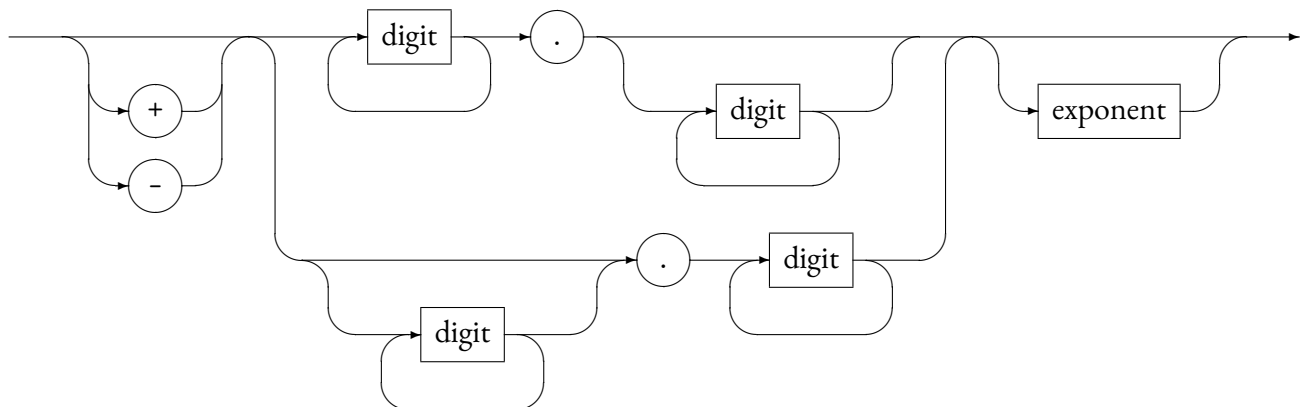 digit .
digit exponent
+
-
. digit
digit